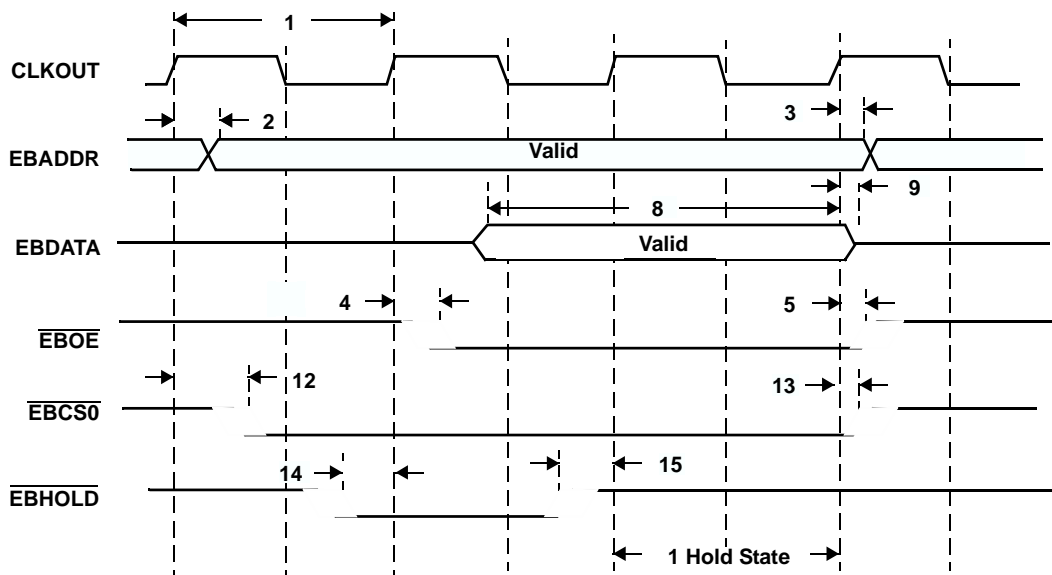 1
CLKOUT
2
3
EBADDR
Valid
9
8
EBDATA
Valid
4
5
EBOE
12
13
EBCS0
14
15
EBHOLD
1 Hold State